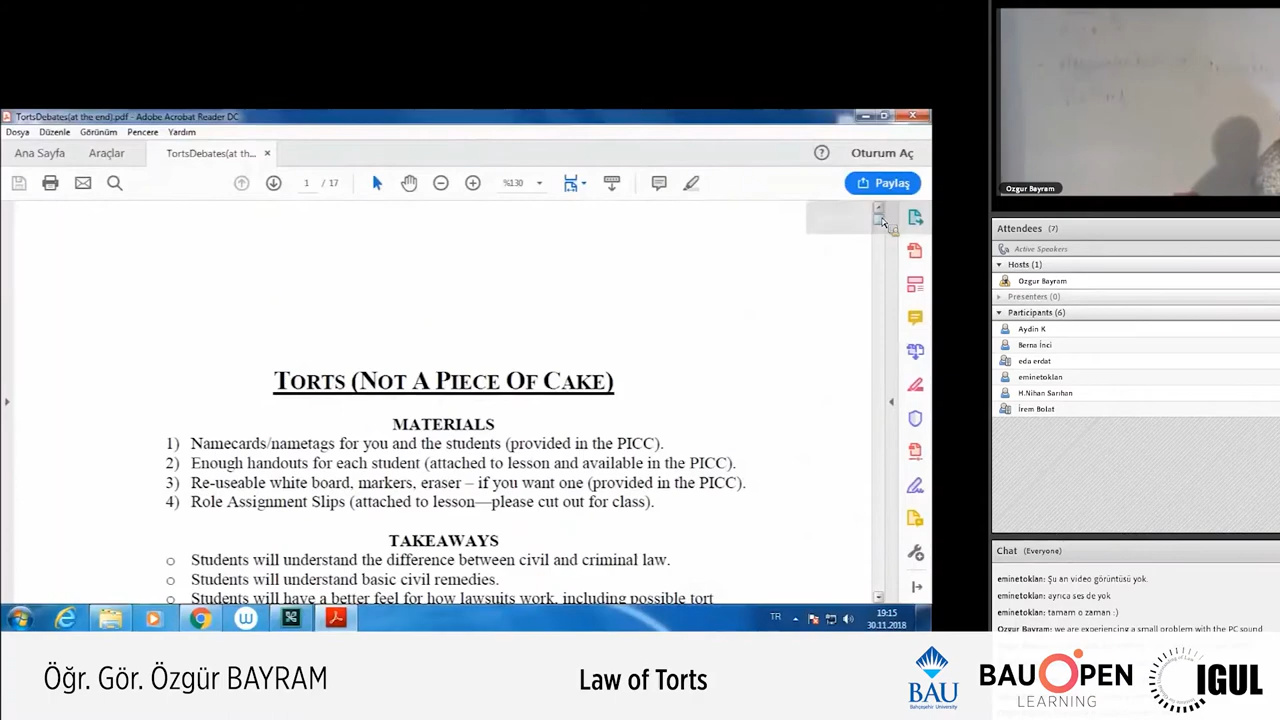 TortsDebates(at the end).pdf - Adobe Acrobat Reader DC
Dosya Düzenle Görünüm Pencere Yardım
Ana Sayfa Araçlar TortsDebates(at th... × Oturum Aç
1 / 17 %130 Paylaş
TORTS (NOT A PIECE OF CAKE)
MATERIALS
1) Namecards/nametags for you and the students (provided in the PICC).
2) Enough handouts for each student (attached to lesson and available in the PICC).
3) Re-useable white board, markers, eraser – if you want one (provided in the PICC).
4) Role Assignment Slips (attached to lesson—please cut out for class).
TAKEAWAYS
o Students will understand the difference between civil and criminal law.
o Students will understand basic civil remedies.
o Students will have a better feel for how lawsuits work, including possible tort
TR 19:15
30.11.2018
Ozgur Bayram
Attendees (7)
Active Speakers
Hosts (1)
Ozgur Bayram
Presenters (0)
Participants (6)
Aydin K
Berna İnci
eda erdat
eminetoklan
H.Nihan Sarıhan
İrem Bolat
Chat (Everyone)
eminetoklan: Şu an video görüntüsü yok.
eminetoklan: ayrıca ses de yok
eminetoklan: tamam o zaman :)
Ozgur Bayram: we are experiencing a small problem with the PC sound
Öğr. Gör. Özgür BAYRAM
Law of Torts
BAU
Bahçeşehir University
BAU OPEN
LEARNING
IGUL